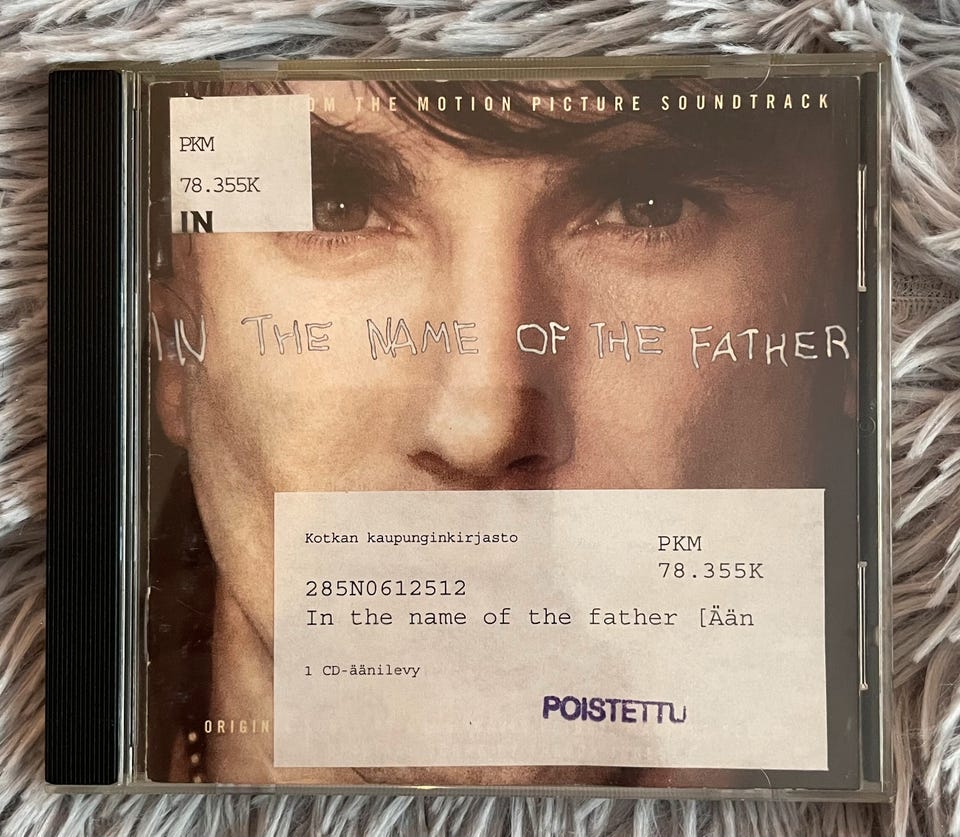 FROM THE MOTION PICTURE SOUNDTRACK
PKM
78.355K
IN
IN THE NAME OF THE FATHER
Kotkan kaupunginkirjasto
PKM
78.355K
285N0612512
In the name of the father [Ään
1 CD-äänilevy
POISTETTU
ORIGIN